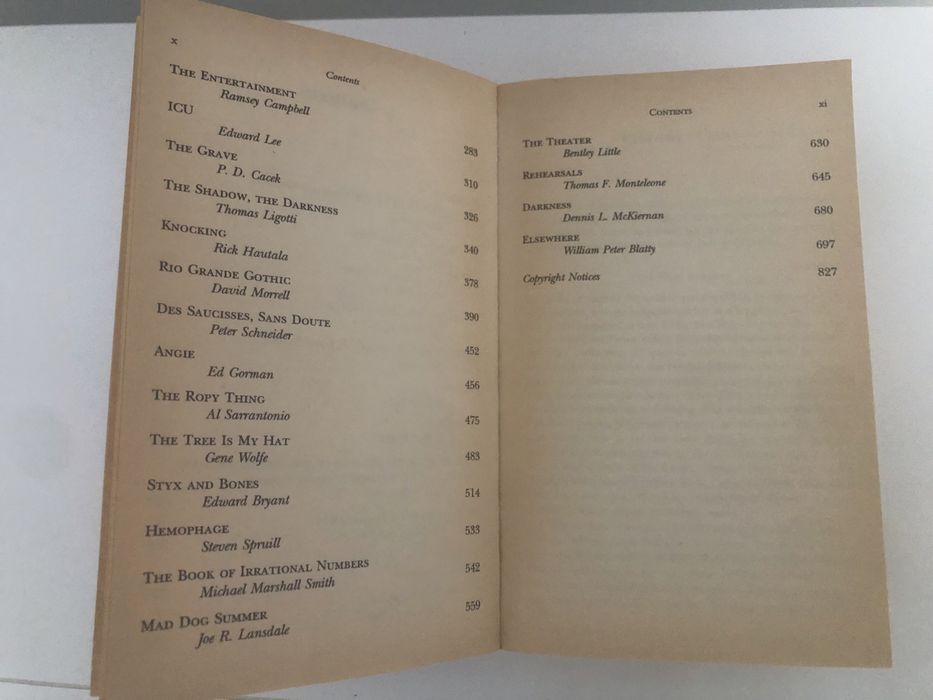 x
Contents
THE ENTERTAINMENT 283
Ramsey Campbell
ICU 310
Edward Lee
THE GRAVE 326
P. D. Cacek
THE SHADOW, THE DARKNESS 340
Thomas Ligotti
KNOCKING 378
Rick Hautala
RIO GRANDE GOTHIC 390
David Morrell
DES SAUCISSES, SANS DOUTE 452
Peter Schneider
ANGIE 456
Ed Gorman
THE ROPY THING 475
Al Sarrantonio
THE TREE IS MY HAT 483
Gene Wolfe
STYX AND BONES 514
Edward Bryant
HEMOPHAGE 533
Steven Spruill
THE BOOK OF IRRATIONAL NUMBERS 542
Michael Marshall Smith
MAD DOG SUMMER 559
Joe R. Lansdale
CONTENTS xi
THE THEATER 630
Bentley Little
REHEARSALS 645
Thomas F. Monteleone
DARKNESS 680
Dennis L. McKiernan
ELSEWHERE 697
William Peter Blatty
Copyright Notices 827